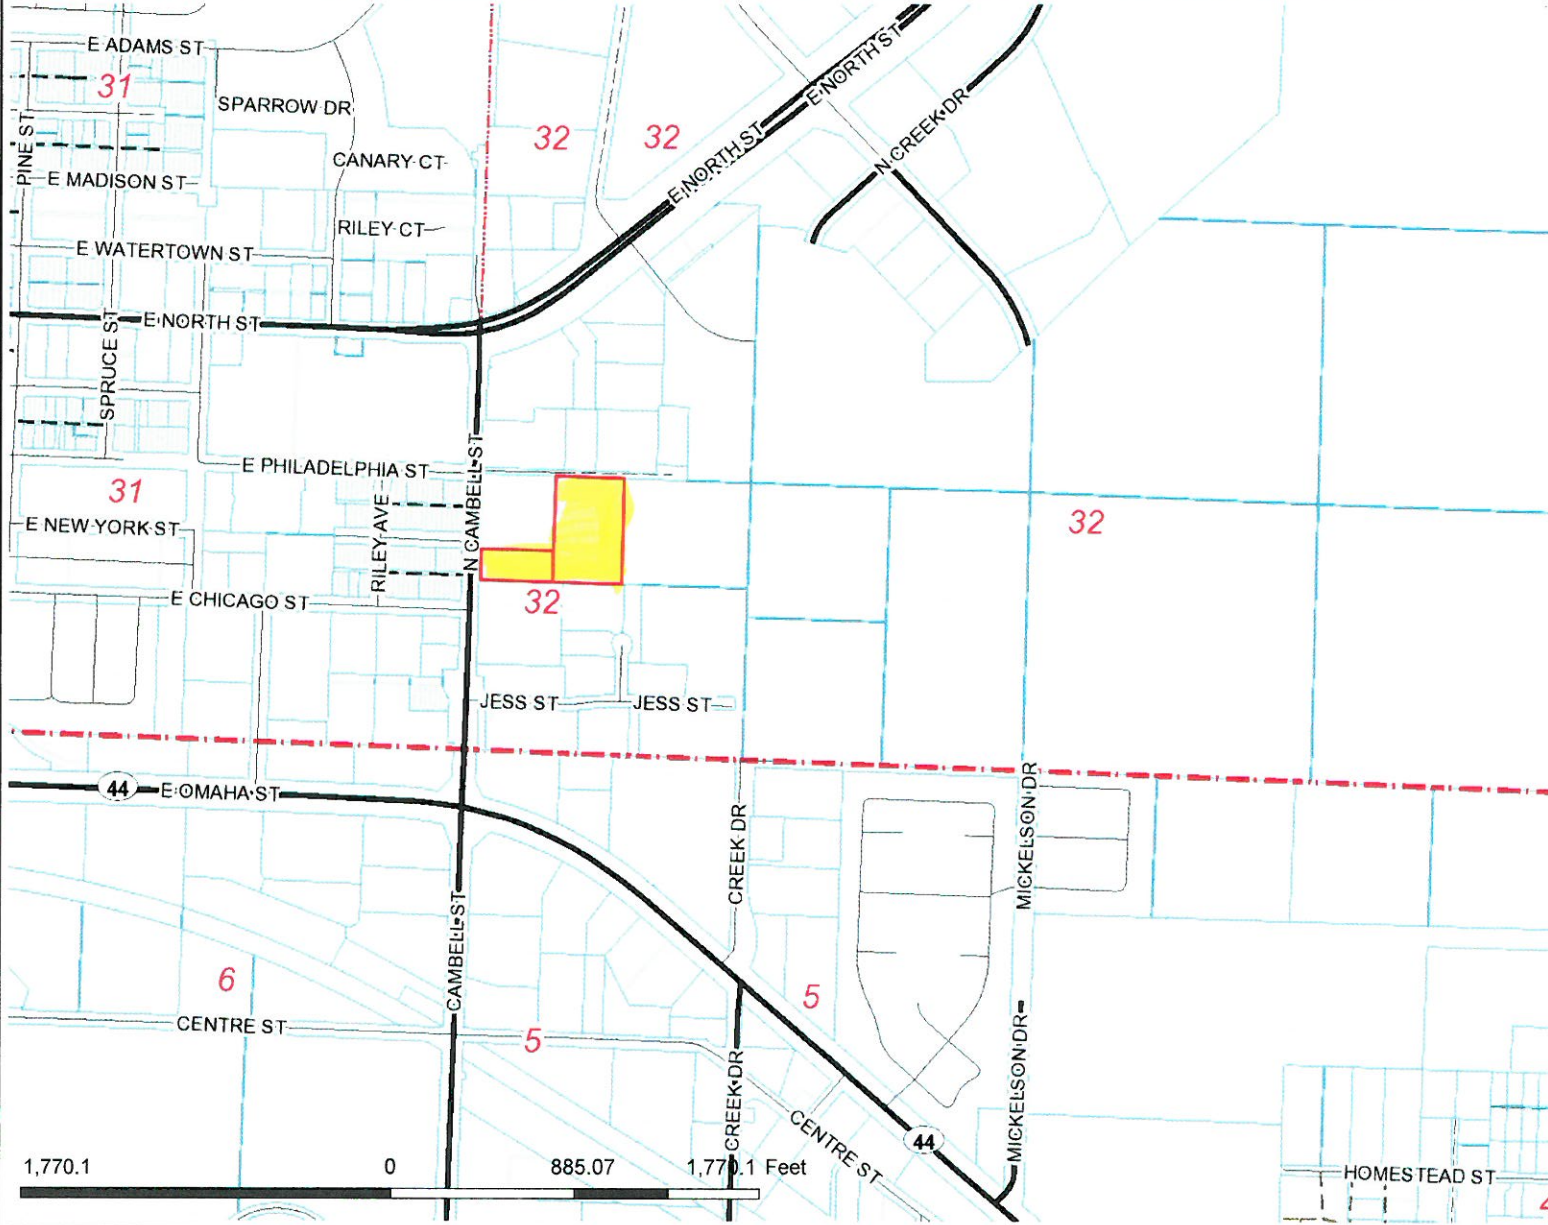 E ADAMS ST
31
SPARROW DR
PINE ST
E MADISON ST
CANARY CT
32
32
E NORTH ST
E NORTH ST
E NORTH ST
N CREEK DR
RILEY CT
E WATERTOWN ST
E NORTH ST
SPRUCE ST
N CAMBELL ST
E PHILADELPHIA ST
31
RILEY AVE
32
E NEW YORK ST
E CHICAGO ST
32
JESS ST
JESS ST
44
E OMAHA ST
MICKELSON DR
CREEK DR
CAMBELL ST
6
5
CENTRE ST
5
MICKELSON DR
CREEK DR
CENTRE ST
44
HOMESTEAD ST
1,770.1
0
885.07
1,770.1 Feet